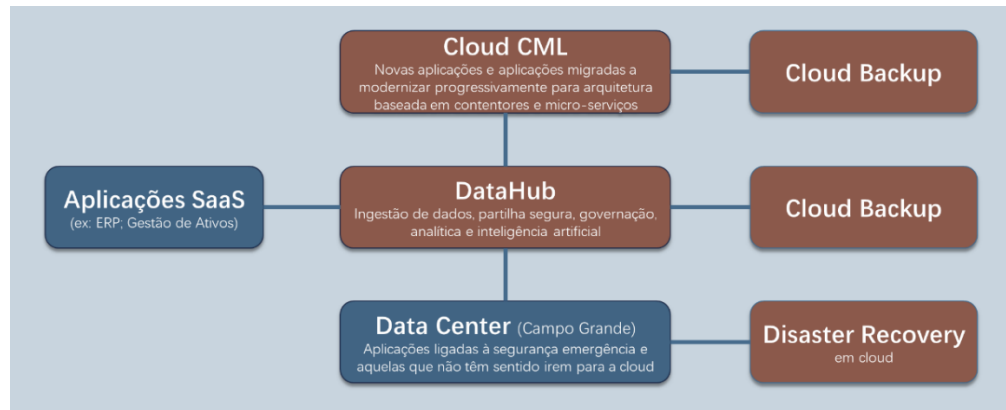 Cloud CML
Novas aplicações e aplicações migradas a
modernizar progressivamente para arquitetura
baseada em contentores e micro-serviços
Cloud Backup
Aplicações SaaS
(ex: ERP; Gestão de Ativos)
DataHub
Ingestão de dados, partilha segura, governação,
analítica e inteligência artificial
Cloud Backup
Data Center (Campo Grande)
Aplicações ligadas à segurança emergência e
aquelas que não têm sentido irem para a cloud
Disaster Recovery
em cloud